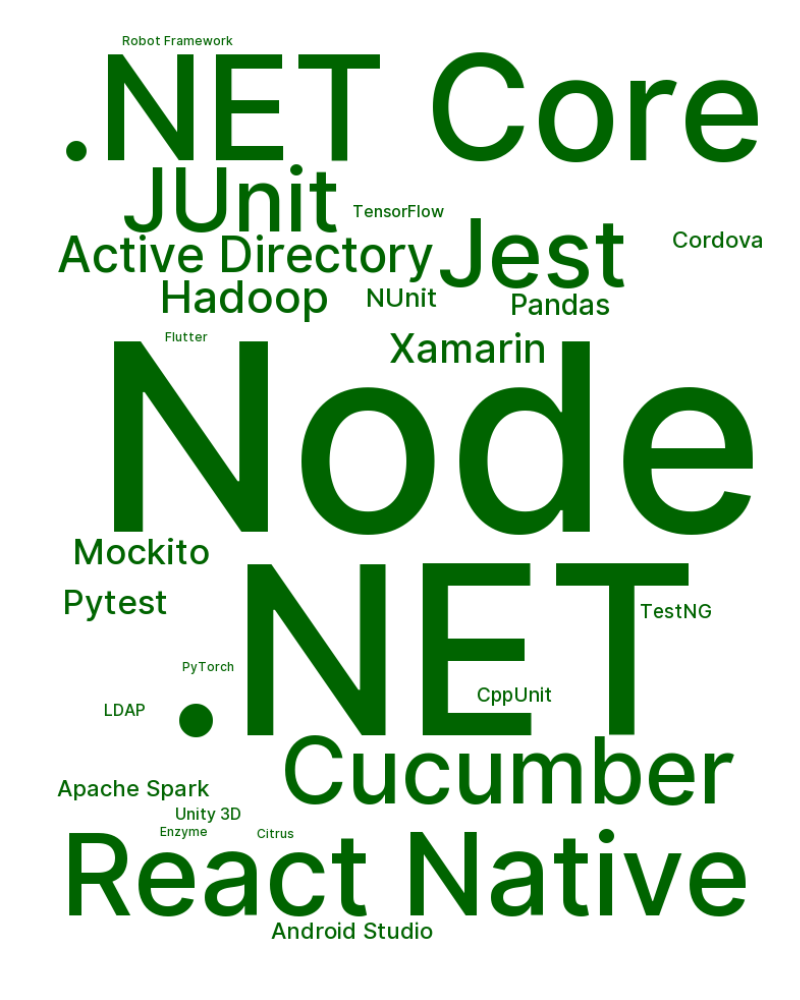 Robot Framework
.NET Core
JUnit
TensorFlow
Cordova
Active Directory
Jest
Hadoop
NUnit
Pandas
Flutter
Xamarin
Node
Mockito
Pytest
TestNG
.NET
PyTorch
CppUnit
LDAP
Cucumber
Apache Spark
Unity 3D
Enzyme
Citrus
React Native
Android Studio